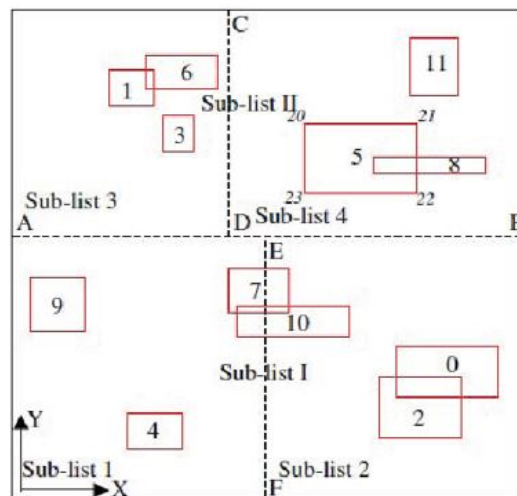 C
6
11
1
Sub-list II
3
20
21
5
8
23
22
Sub-list 3
Sub-list 4
A
D
B
E
9
7
10
Sub-list I
0
2
4
Y
Sub-list 1
Sub-list 2
X
F